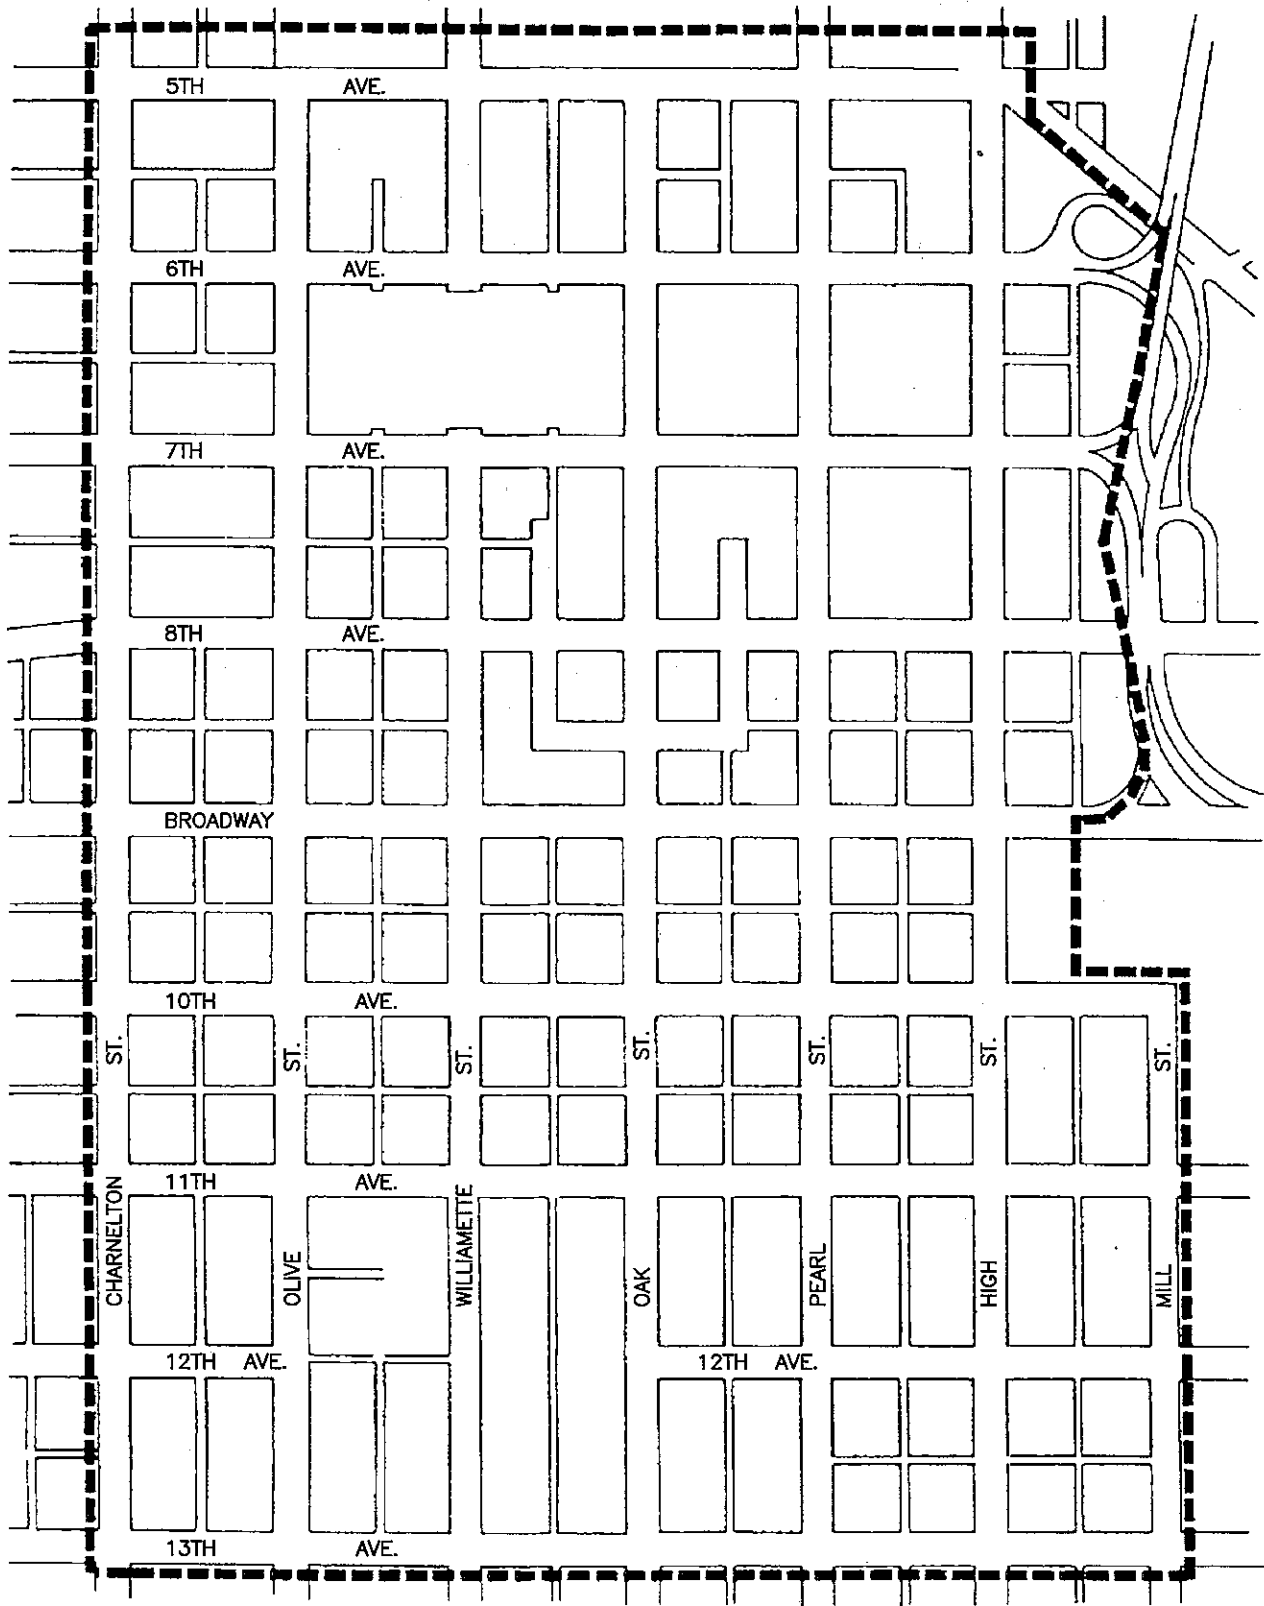 5TH AVE.
6TH AVE.
7TH AVE.
8TH AVE.
BROADWAY
10TH AVE.
ST. ST. ST. ST. ST. ST. ST.
11TH AVE.
CHARNELTON OLIVE WILLIAMETTE OAK PEARL HIGH MILL
12TH AVE. 12TH AVE.
13TH AVE.